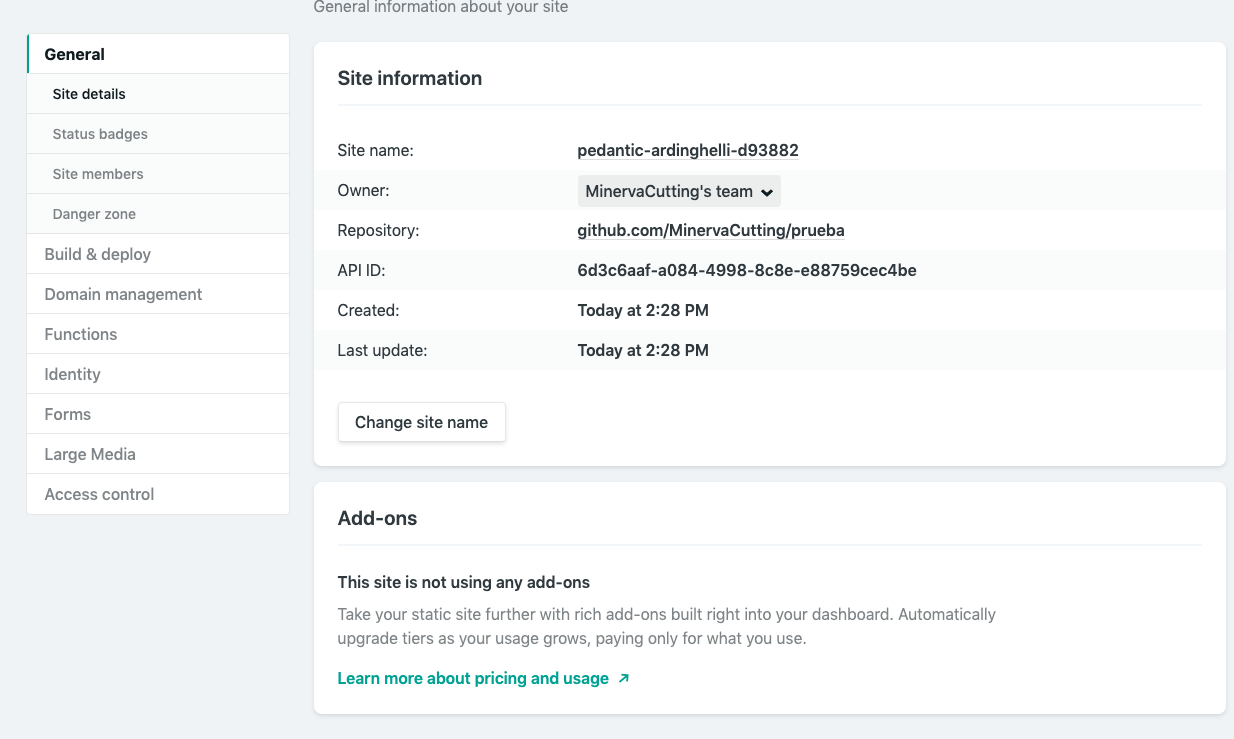 General information about your site
General
Site details
Status badges
Site members
Danger zone
Build & deploy
Domain management
Functions
Identity
Forms
Large Media
Access control
Site information
Site name: pedantic-ardinghelli-d93882
Owner: MinervaCutting's team
Repository: github.com/MinervaCutting/prueba
API ID: 6d3c6aaf-a084-4998-8c8e-e88759cec4be
Created: Today at 2:28 PM
Last update: Today at 2:28 PM
Change site name
Add-ons
This site is not using any add-ons
Take your static site further with rich add-ons built right into your dashboard. Automatically
upgrade tiers as your usage grows, paying only for what you use.
Learn more about pricing and usage